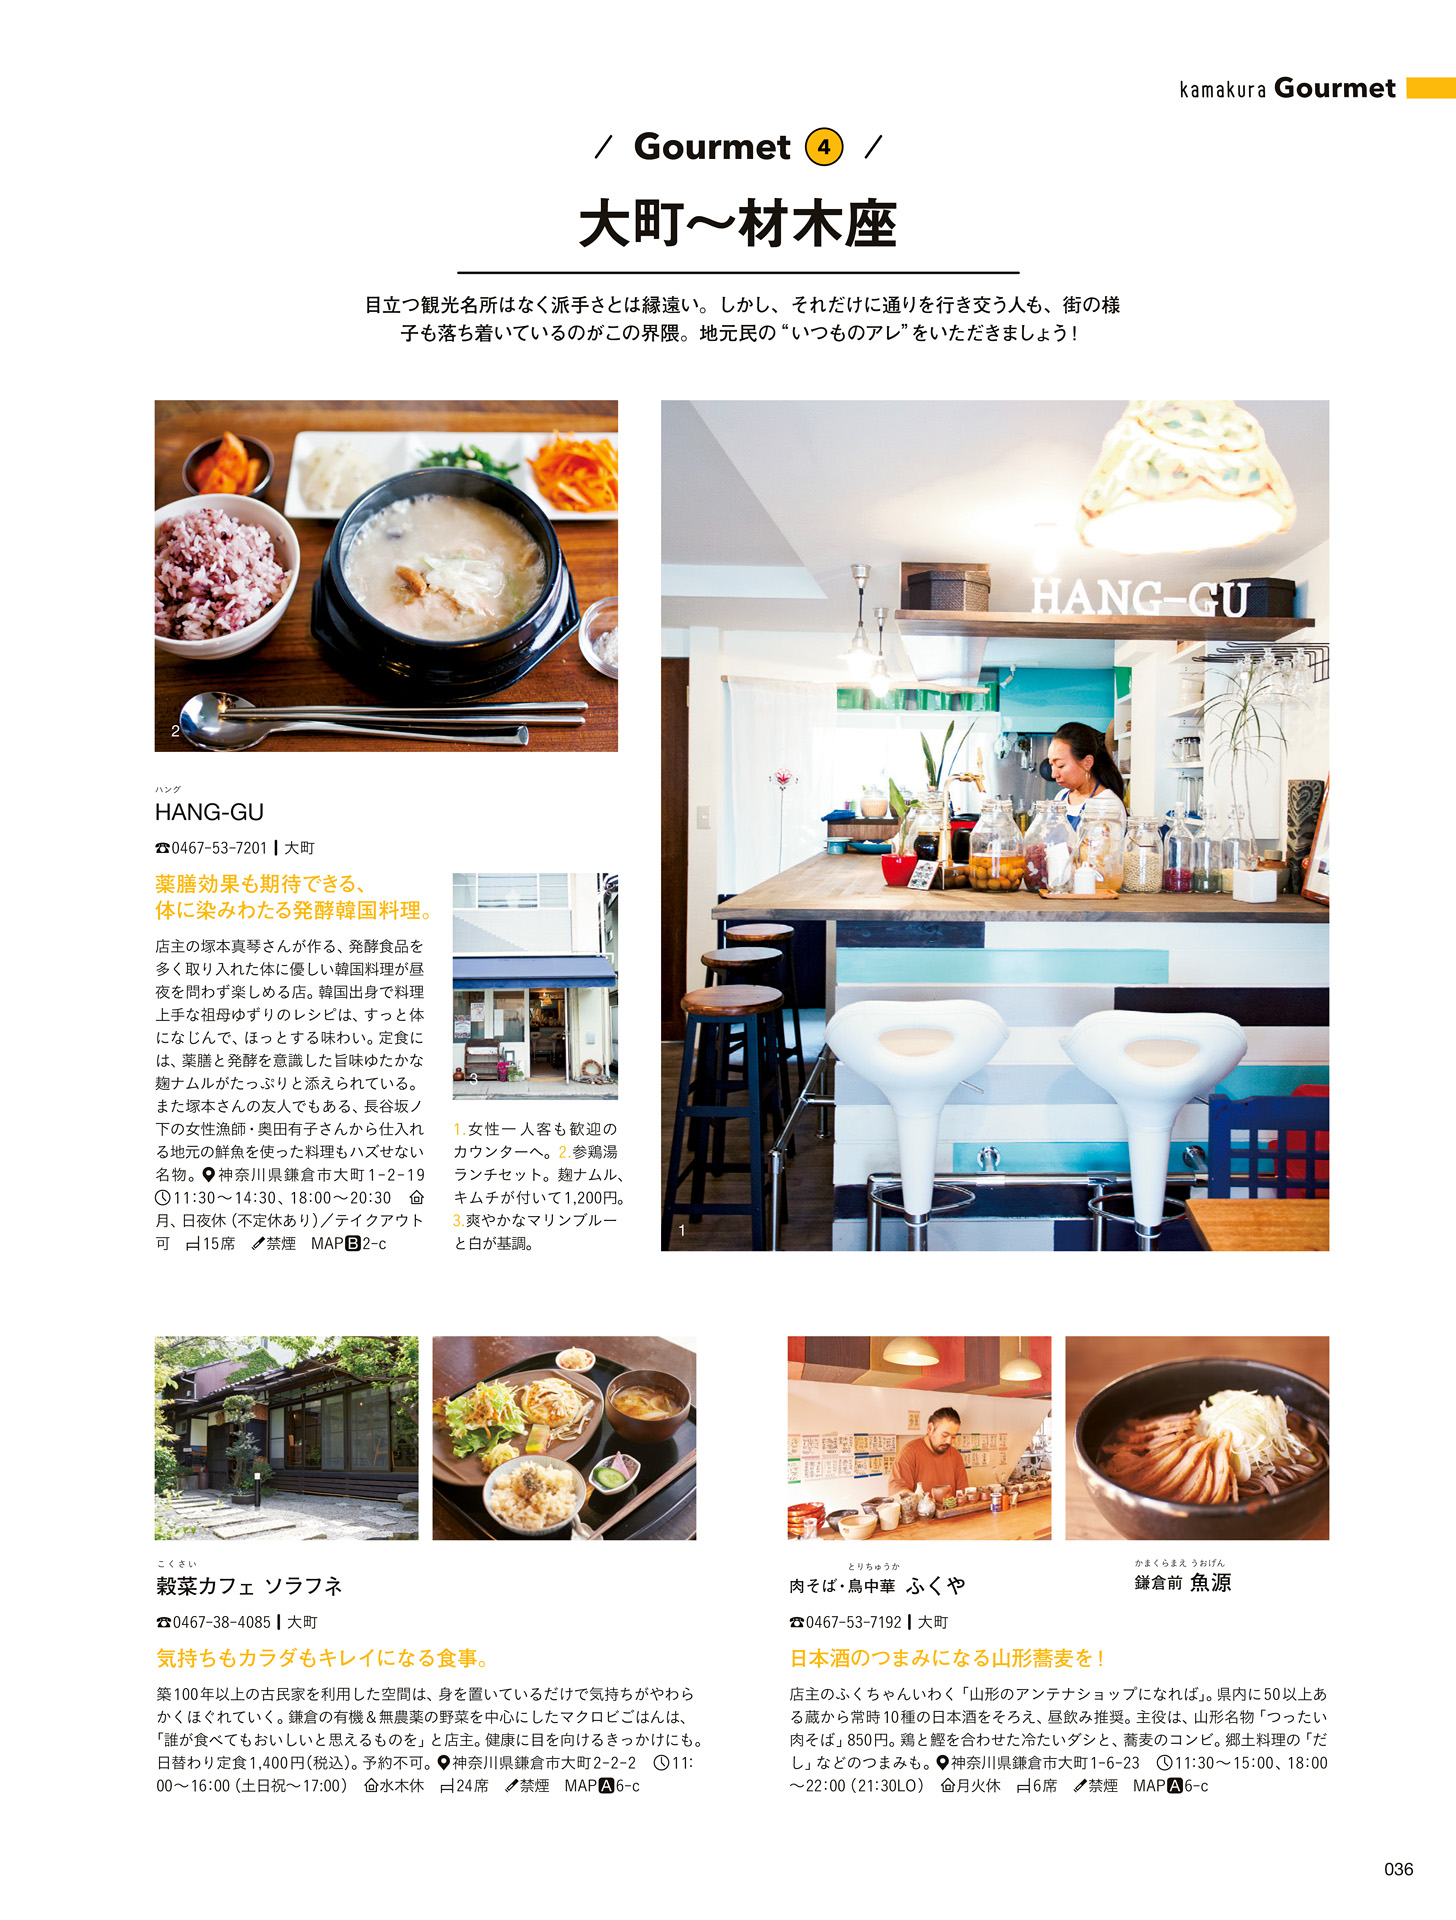 kamakura Gourmet
Gourmet 4
大町〜材木座
目立つ観光名所はなく派手さとは縁遠い。しかし、それだけに通りを行き交う人も、街の様
子も落ち着いているのがこの界隈。地元民の“いつものアレ”をいただきましょう！
HANG-GU
2
3
1
ハング
HANG-GU
☎0467-53-7201┃大町
薬膳効果も期待できる、
体に染みわたる発酵韓国料理。
店主の塚本真琴さんが作る、発酵食品を
多く取り入れた体に優しい韓国料理が昼
夜を問わず楽しめる店。韓国出身で料理
上手な祖母ゆずりのレシピは、すっと体
になじんで、ほっとする味わい。定食に
は、薬膳と発酵を意識した旨味ゆたかな
麹ナムルがたっぷりと添えられている。
また塚本さんの友人でもある、長谷坂ノ
下の女性漁師・奥田有子さんから仕入れ
る地元の鮮魚を使った料理もハズせない
名物。神奈川県鎌倉市大町1-2-19
11:30〜14:30、18:00〜20:30
月、日夜休（不定休あり）／テイクアウト
可 15席 禁煙 MAP B 2-c
1.女性一人客も歓迎の
カウンターへ。2.参鶏湯
ランチセット。麹ナムル、
キムチが付いて1,200円。
3.爽やかなマリンブルー
と白が基調。
こくさい
穀菜カフェ ソラフネ
☎0467-38-4085┃大町
気持ちもカラダもキレイになる食事。
築100年以上の古民家を利用した空間は、身を置いているだけで気持ちがやわら
かくほぐれていく。鎌倉の有機＆無農薬の野菜を中心にしたマクロビごはんは、
「誰が食べてもおいしいと思えるものを」と店主。健康に目を向けるきっかけにも。
日替わり定食1,400円（税込）。予約不可。神奈川県鎌倉市大町2-2-2 11:
00〜16:00（土日祝〜17:00） 水木休 24席 禁煙 MAP A 6-c
とりちゅうか
肉そば・鳥中華 ふくや
かまくらまえ うおげん
鎌倉前 魚源
☎0467-53-7192┃大町
日本酒のつまみになる山形蕎麦を！
店主のふくちゃんいわく「山形のアンテナショップになれば」。県内に50以上あ
る蔵から常時10種の日本酒をそろえ、昼飲み推奨。主役は、山形名物「つったい
肉そば」850円。鶏と鰹を合わせた冷たいダシと、蕎麦のコンビ。郷土料理の「だ
し」などのつまみも。神奈川県鎌倉市大町1-6-23 11:30〜15:00、18:00
〜22:00（21:30LO） 月火休 6席 禁煙 MAP A 6-c
036